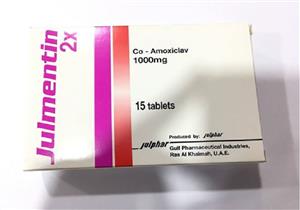 Julmentin
2x
Co - Amoxiclav
1000mg
15 tablets
Produced by: julphar
julphar
Gulf Pharmaceutical Industries,
Ras Al Khaimah, U.A.E.